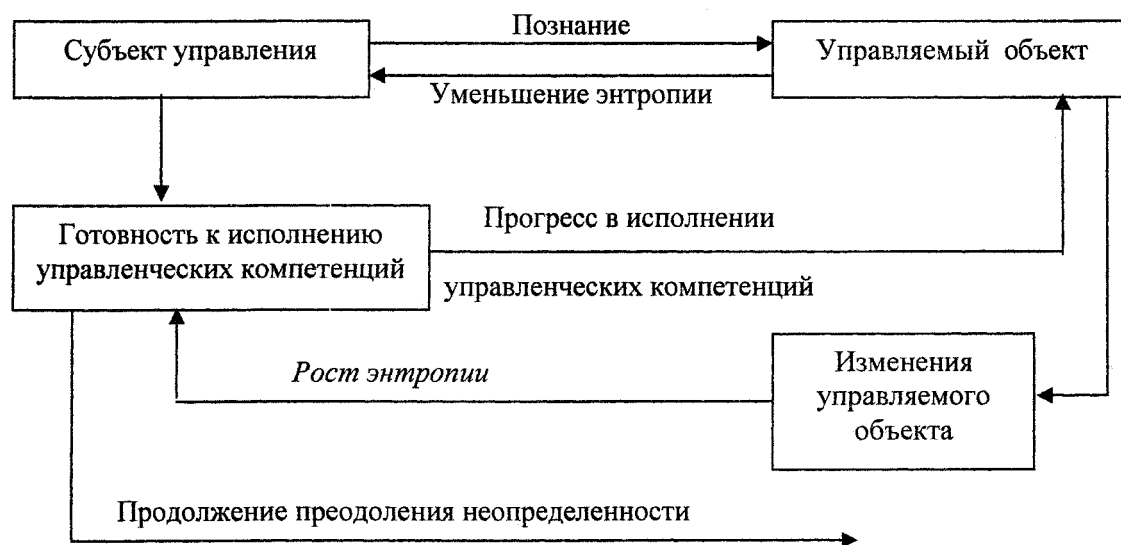 Познание
Субъект управления
Управляемый объект
Уменьшение энтропии
Готовность к исполнению
управленческих компетенций
Прогресс в исполнении
управленческих компетенций
Рост энтропии
Изменения
управляемого
объекта
Продолжение преодоления неопределенности